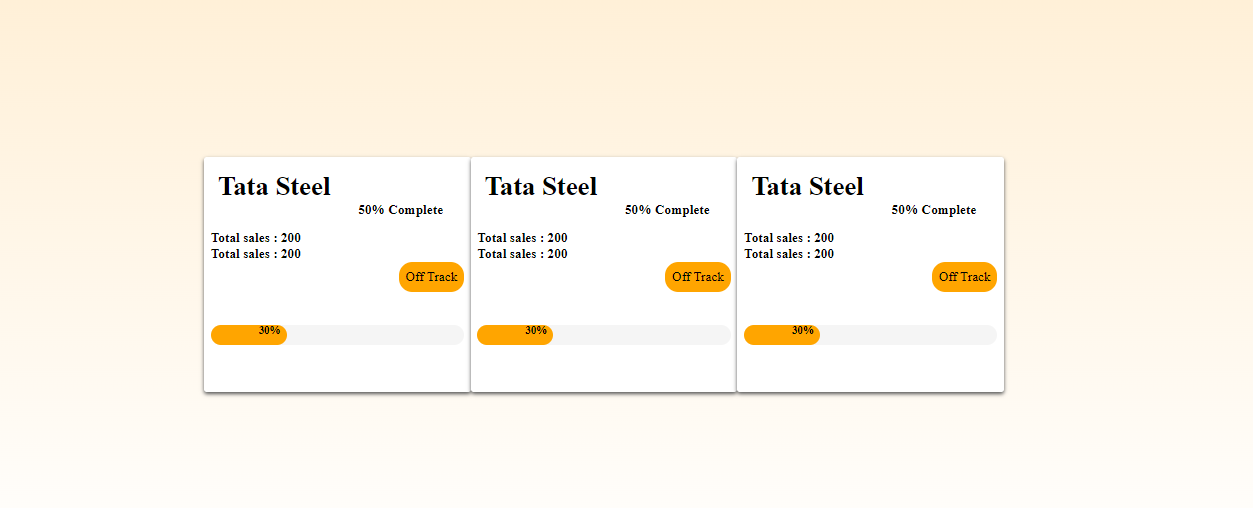 Tata Steel
50% Complete
Total sales : 200
Total sales : 200
Off Track
30%
Tata Steel
50% Complete
Total sales : 200
Total sales : 200
Off Track
30%
Tata Steel
50% Complete
Total sales : 200
Total sales : 200
Off Track
30%